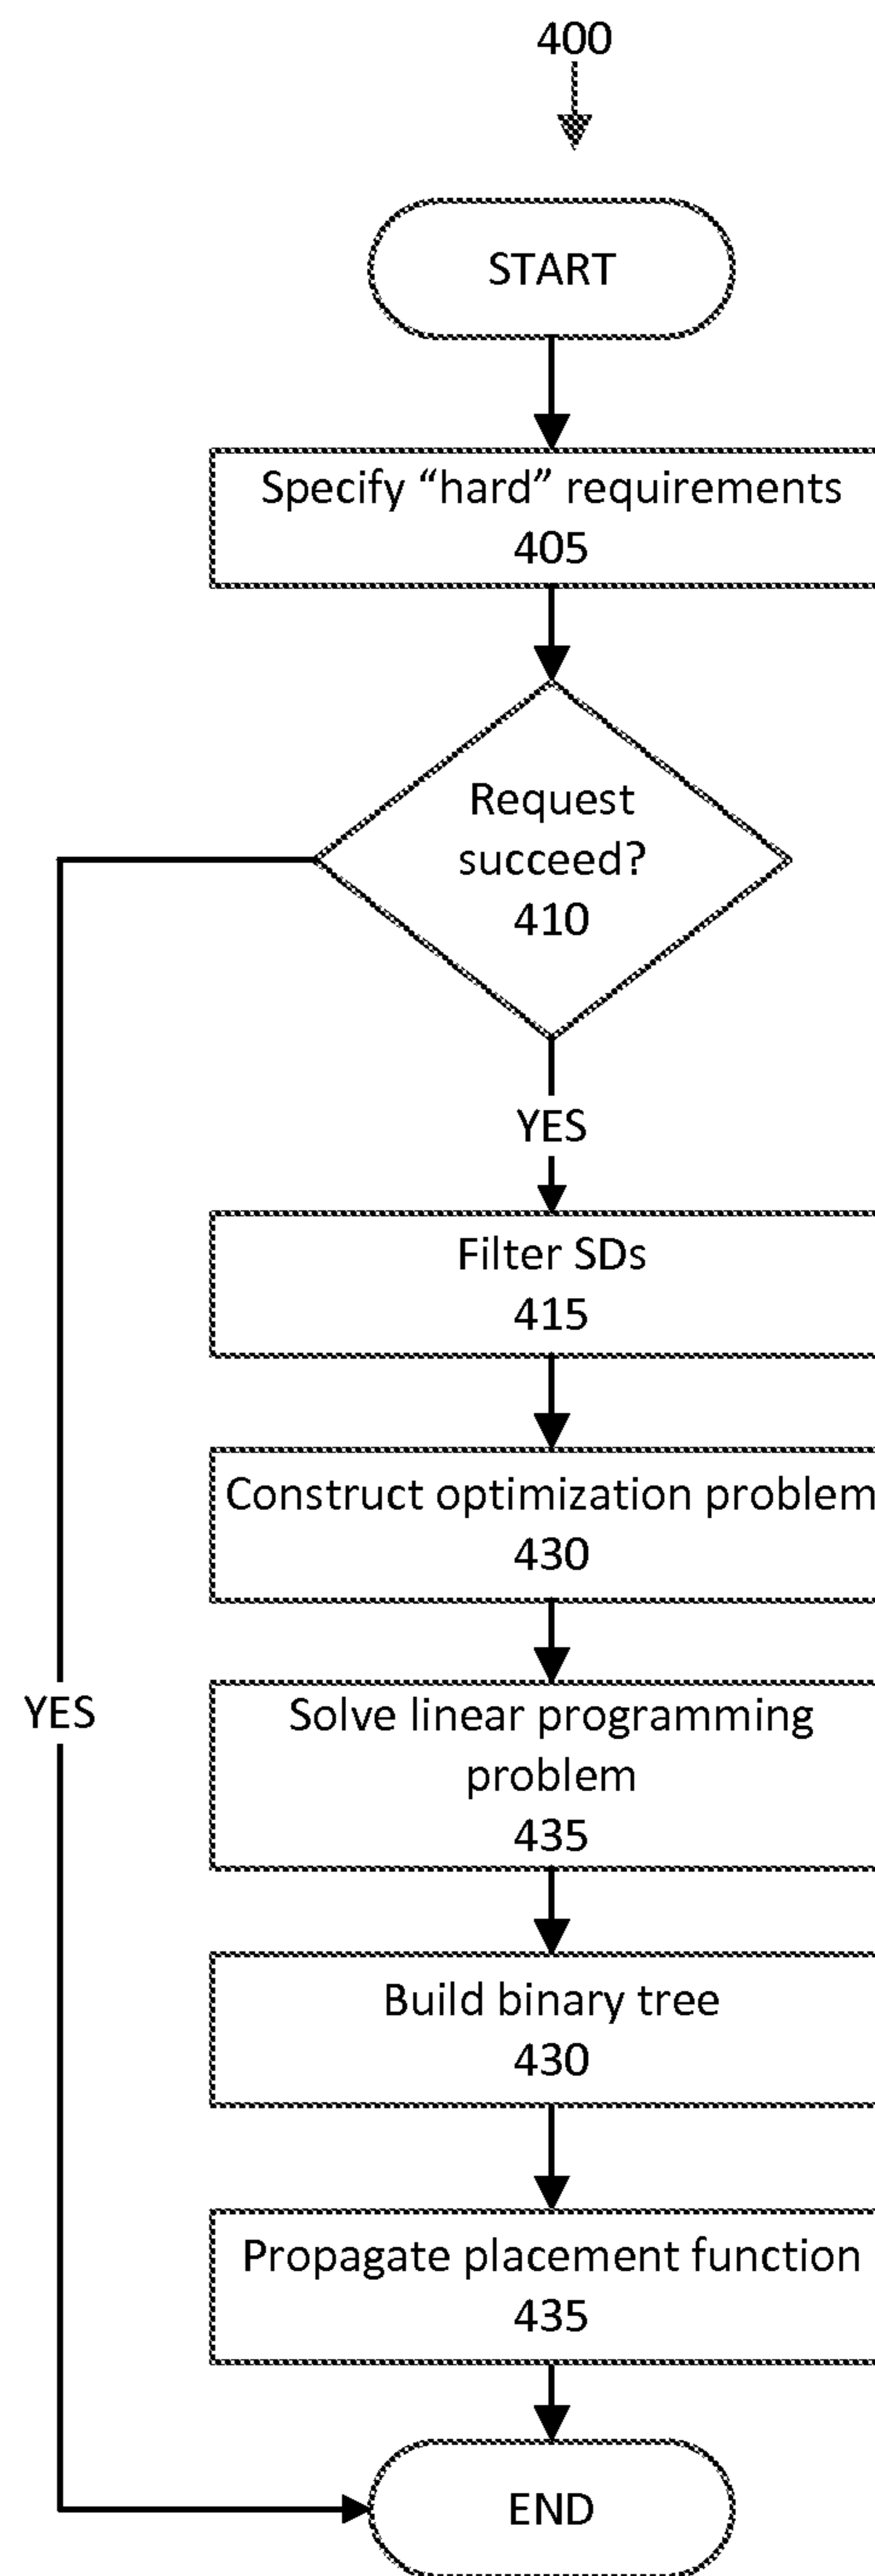 400
START
Specify “hard” requirements
405
Request
succeed?
410
YES
Filter SDs
415
Construct optimization problem
430
YES
Solve linear programming
problem
435
Build binary tree
430
Propagate placement function
435
END